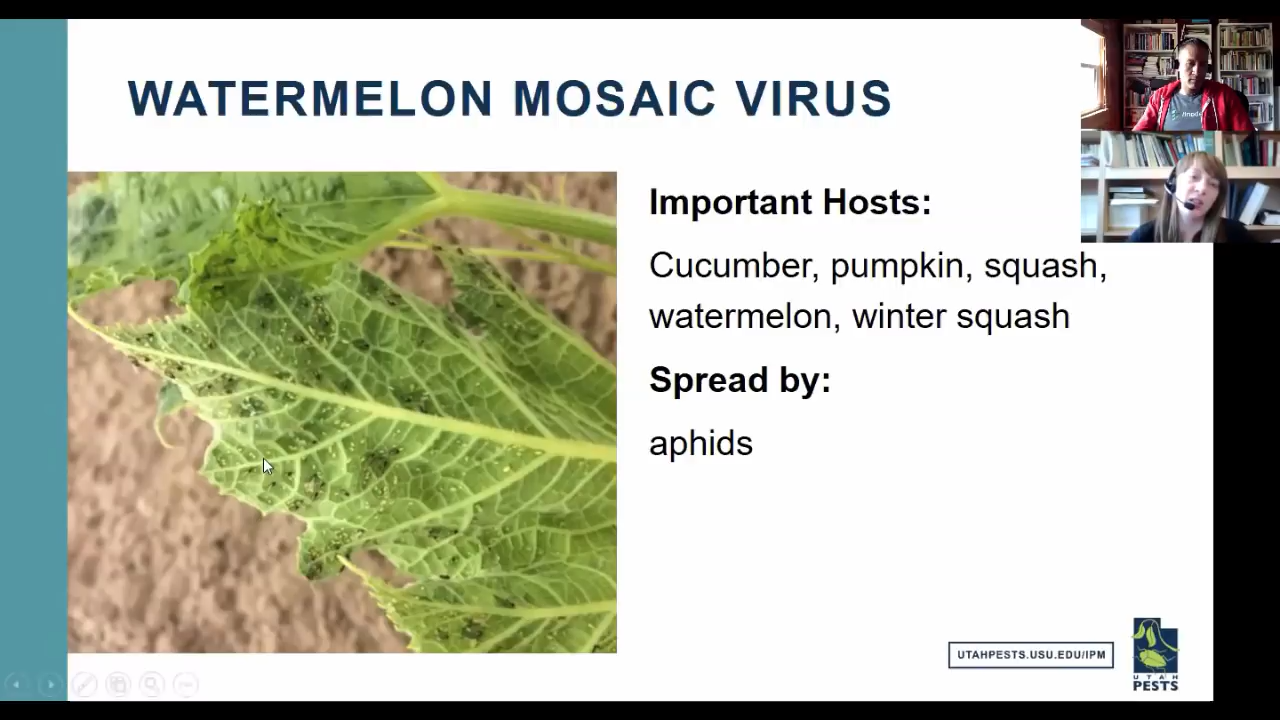 WATERMELON MOSAIC VIRUS
Important Hosts:
Cucumber, pumpkin, squash,
watermelon, winter squash
Spread by:
aphids
UTAHPESTS.USU.EDU/IPM
UTAH
PESTS